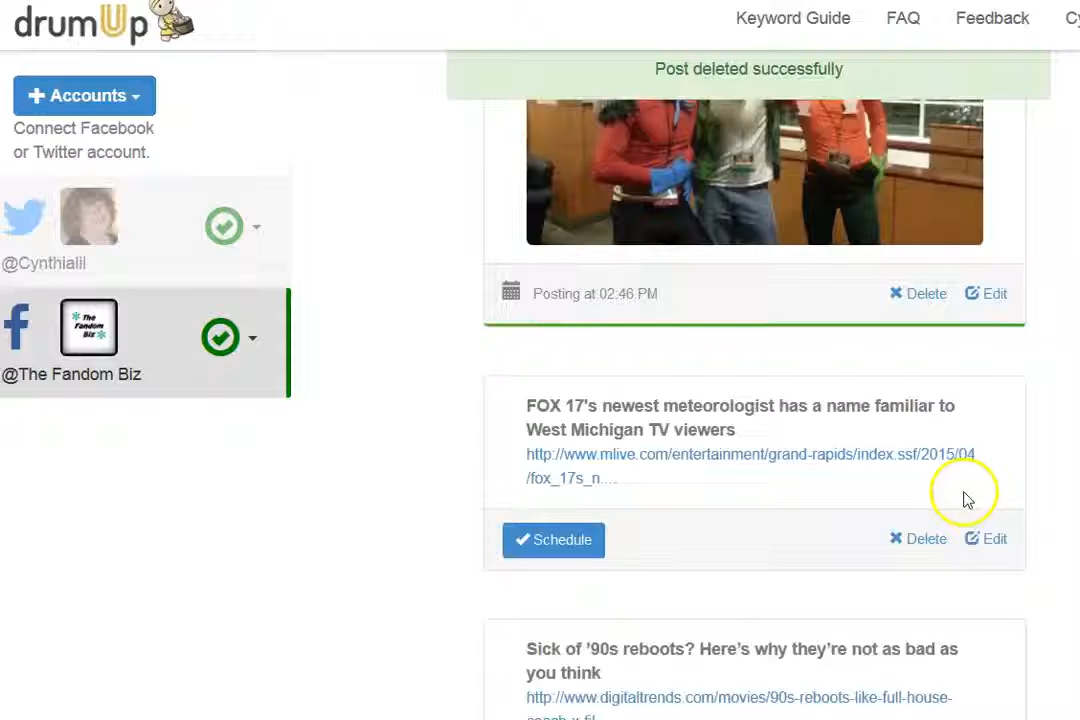 drumUp
Keyword Guide FAQ Feedback Cy
Post deleted successfully
Accounts
Connect Facebook
or Twitter account.
@Cynthialil
The
Fandom
Biz
@The Fandom Biz
Posting at 02:46 PM
Delete Edit
FOX 17's newest meteorologist has a name familiar to
West Michigan TV viewers
http://www.mlive.com/entertainment/grand-rapids/index.ssf/2015/04
/fox_17s_n....
Schedule
Delete Edit
Sick of '90s reboots? Here's why they're not as bad as
you think
http://www.digitaltrends.com/movies/90s-reboots-like-full-house-